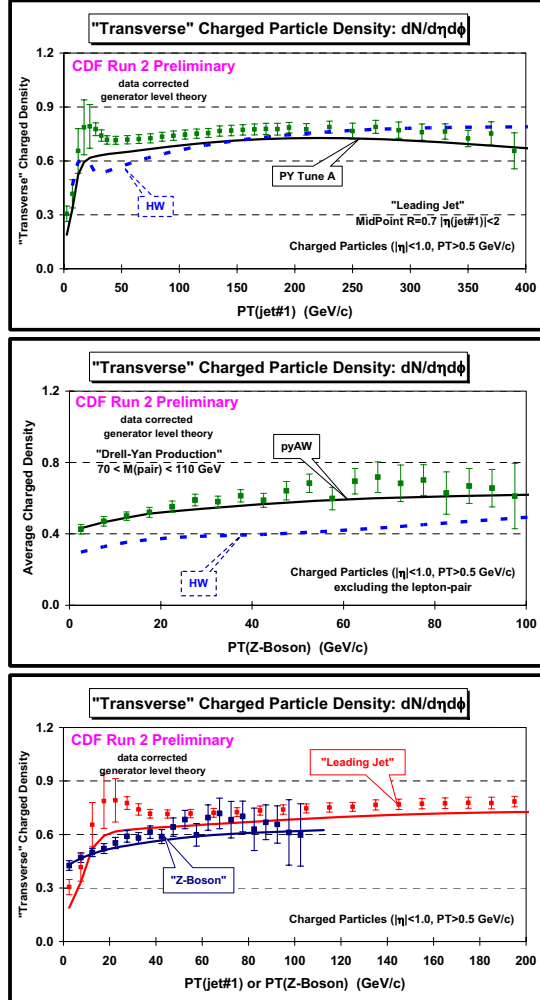 "Transverse" Charged Particle Density: dN/dηdϕ
CDF Run 2 Preliminary
data corrected
generator level theory
"Transverse" Charged Density
1.2
0.9
0.6
0.3
0.0
HW
PY Tune A
"Leading Jet"
MidPoint R=0.7 |η(jet#1)|<2
Charged Particles (|η|<1.0, PT>0.5 GeV/c)
0 50 100 150 200 250 300 350 400
PT(jet#1) (GeV/c)
"Transverse" Charged Particle Density: dN/dηdϕ
CDF Run 2 Preliminary
data corrected
generator level theory
"Drell-Yan Production"
70 < M(pair) < 110 GeV
Average Charged Density
1.2
0.8
0.4
0.0
pyAW
HW
Charged Particles (|η|<1.0, PT>0.5 GeV/c)
excluding the lepton-pair
0 20 40 60 80 100
PT(Z-Boson) (GeV/c)
"Transverse" Charged Particle Density: dN/dηdϕ
CDF Run 2 Preliminary
data corrected
generator level theory
"Transverse" Charged Density
1.2
0.9
0.6
0.3
0.0
"Leading Jet"
"Z-Boson"
Charged Particles (|η|<1.0, PT>0.5 GeV/c)
0 20 40 60 80 100 120 140 160 180 200
PT(jet#1) or PT(Z-Boson) (GeV/c)